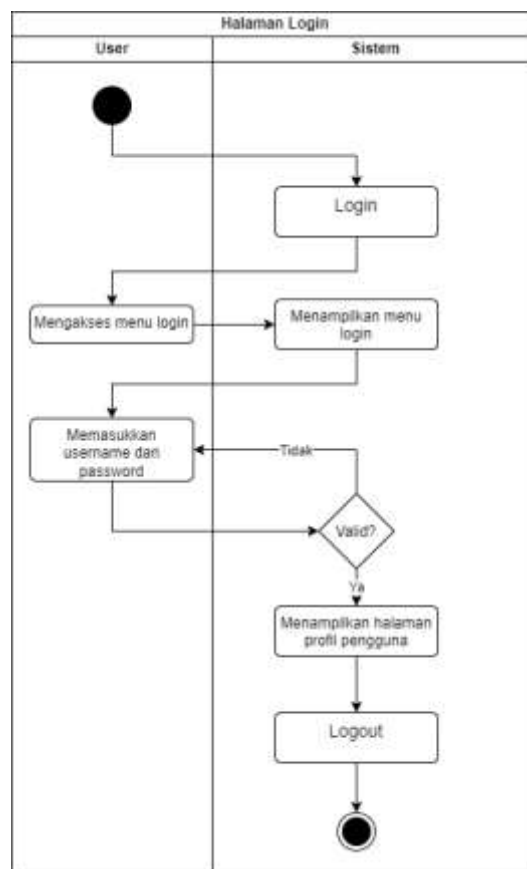 Halaman Login
User
Sistem
Login
Mengakses menu login
Menampilkan menu
login
Memasukkan
username dan
password
Tidak
Valid?
Ya
Menampilkan halaman
profil pengguna
Logout